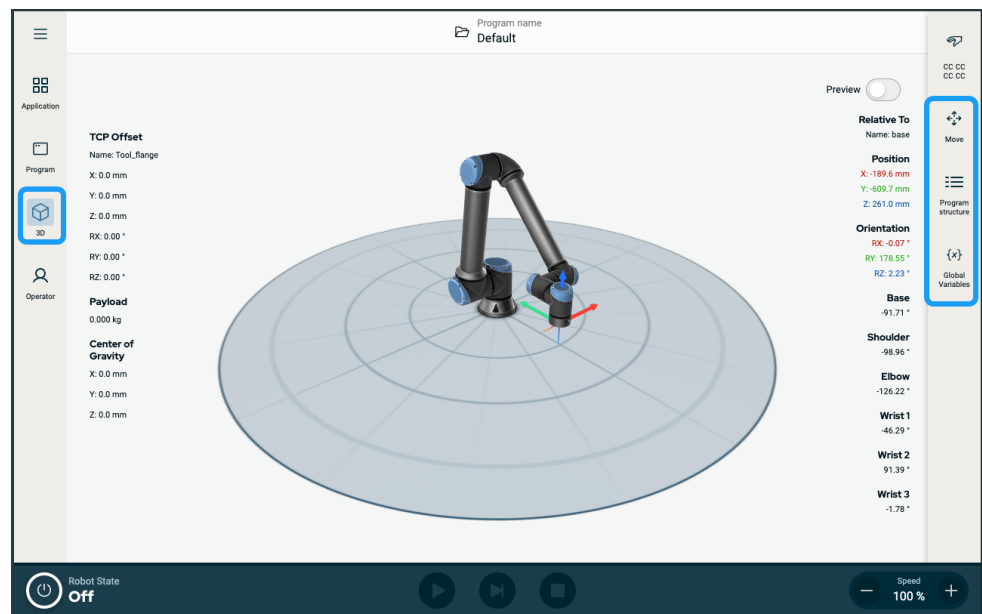 Program name
Default
CC CC
CC CC
Application
Program
3D
Operator
TCP Offset
Name: Tool_flange
X: 0.0 mm
Y: 0.0 mm
Z: 0.0 mm
RX: 0.00 °
RY: 0.00 °
RZ: 0.00 °
Payload
0.000 kg
Center of
Gravity
X: 0.0 mm
Y: 0.0 mm
Z: 0.0 mm
Preview
Relative To
Name: base
Position
X: -189.6 mm
Y: -609.7 mm
Z: 261.0 mm
Orientation
RX: -0.07 °
RY: 178.55 °
RZ: 2.23 °
Base
-91.71 °
Shoulder
-98.96 °
Elbow
-126.22 °
Wrist 1
-46.29 °
Wrist 2
91.39 °
Wrist 3
-1.78 °
Move
Program
structure
{x}
Global
Variables
Robot State
Off
Speed
100 %